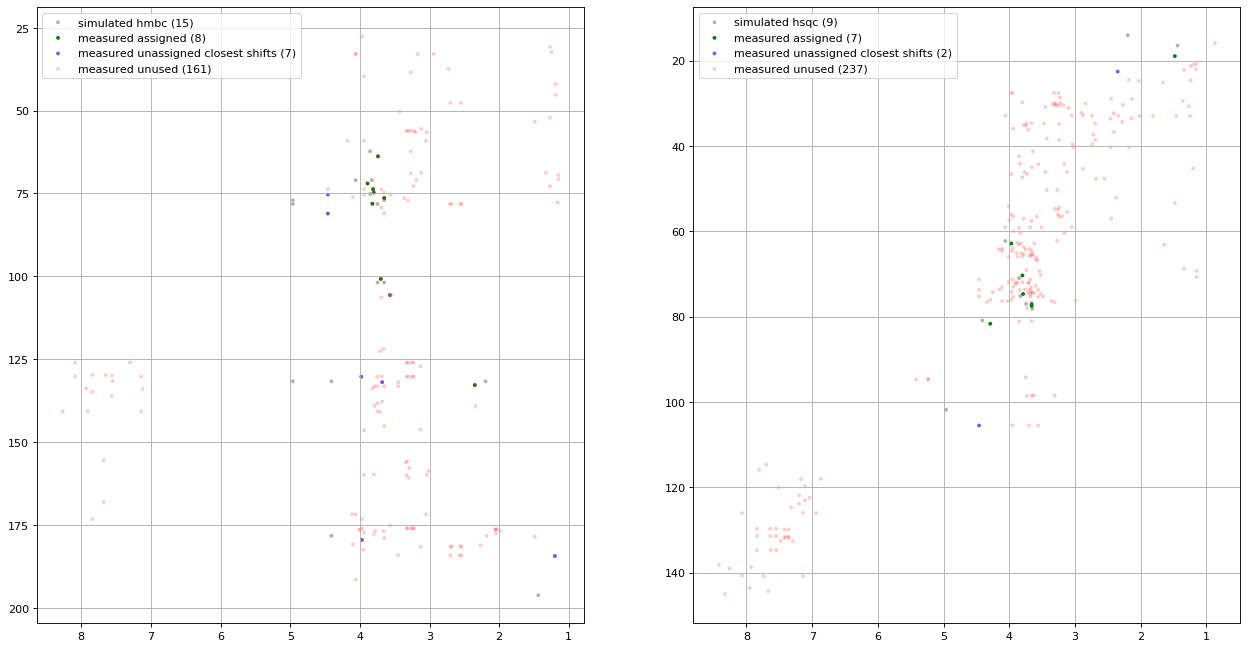 simulated hmbc (15)
measured assigned (8)
measured unassigned closest shifts (7)
measured unused (161)
25
50
75
100
125
150
175
200
8 7 6 5 4 3 2 1
simulated hsqc (9)
measured assigned (7)
measured unassigned closest shifts (2)
measured unused (237)
20
40
60
80
100
120
140
8 7 6 5 4 3 2 1